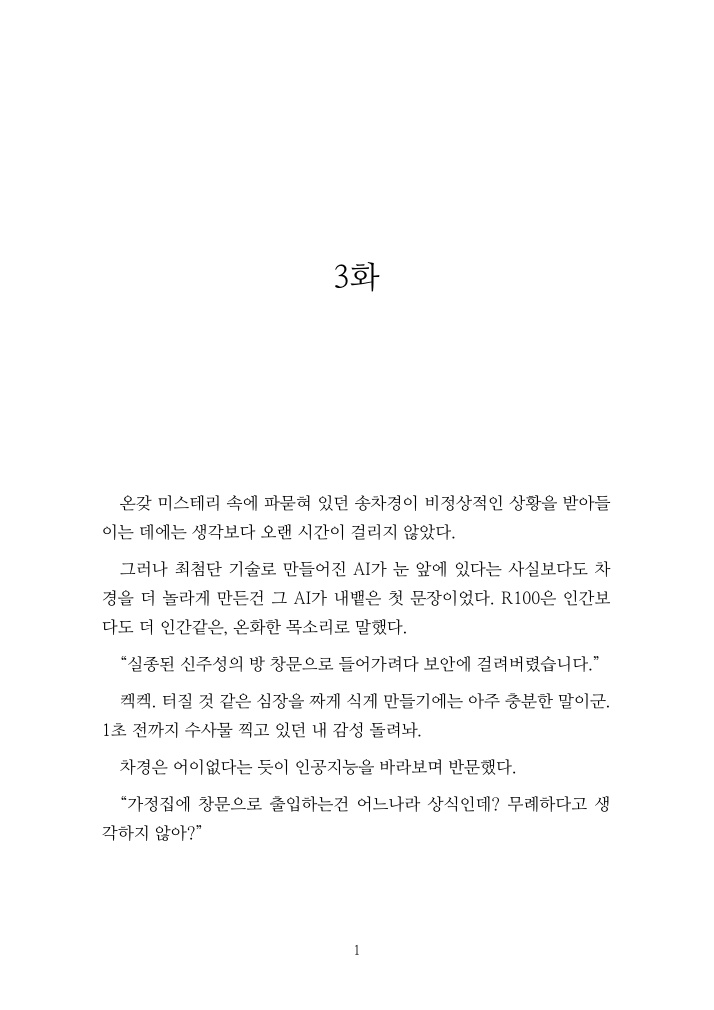 3화
온갖 미스테리 속에 파묻혀 있던 송차경이 비정상적인 상황을 받아들
이는 데에는 생각보다 오랜 시간이 걸리지 않았다.
그러나 최첨단 기술로 만들어진 AI가 눈 앞에 있다는 사실보다도 차
경을 더 놀라게 만든건 그 AI가 내뱉은 첫 문장이었다. R100은 인간보
다도 더 인간같은, 온화한 목소리로 말했다.
“실종된 신주성의 방 창문으로 들어가려다 보안에 걸려버렸습니다.”
켁켁. 터질 것 같은 심장을 짜게 식게 만들기에는 아주 충분한 말이군.
1초 전까지 수사물 찍고 있던 내 감성 돌려놔.
차경은 어이없다는 듯이 인공지능을 바라보며 반문했다.
“가정집에 창문으로 출입하는건 어느나라 상식인데? 무례하다고 생
각하지 않아?”
1